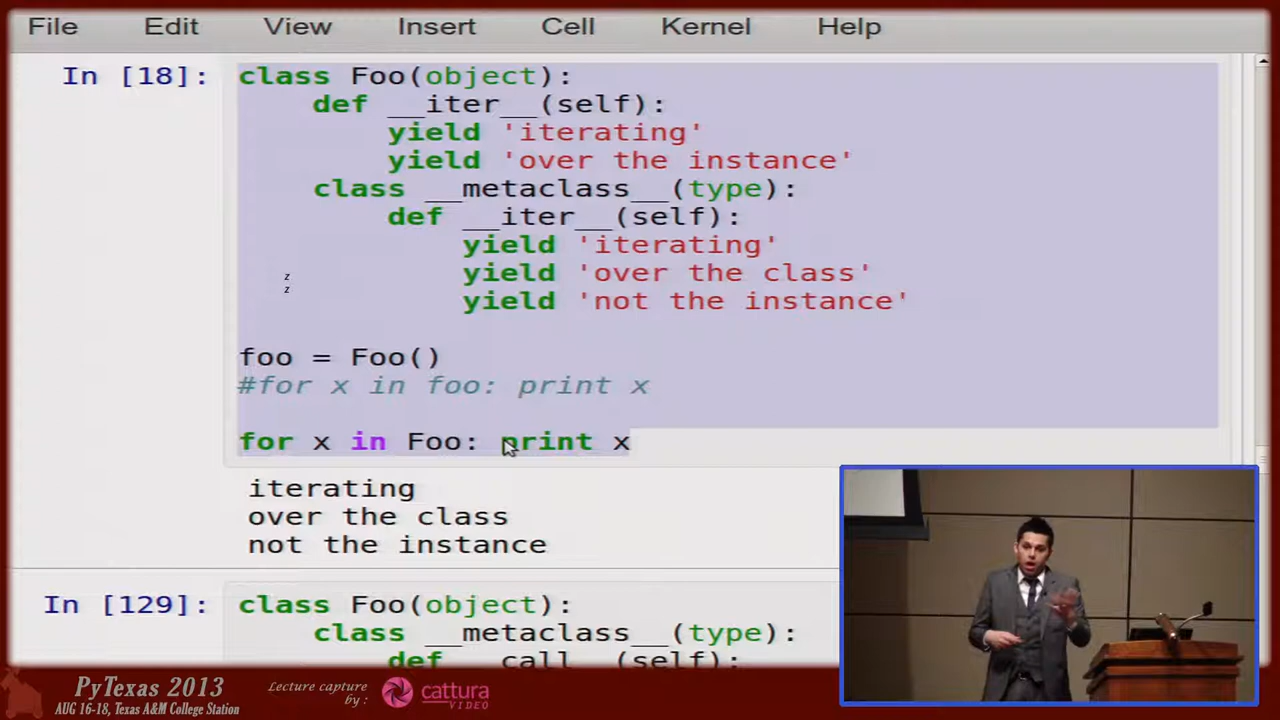 File Edit View Insert Cell Kernel Help
In [18]: class Foo(object):
def __iter__(self):
yield 'iterating'
yield 'over the instance'
class __metaclass__(type):
def __iter__(self):
yield 'iterating'
yield 'over the class'
yield 'not the instance'
z
z
foo = Foo()
#for x in foo: print x
for x in Foo: print x
iterating
over the class
not the instance
In [129]: class Foo(object):
class __metaclass__(type):
def __call__(self):
PyTexas 2013
AUG 16-18, Texas A&M College Station
Lecture capture
by :
cattura
VIDEO